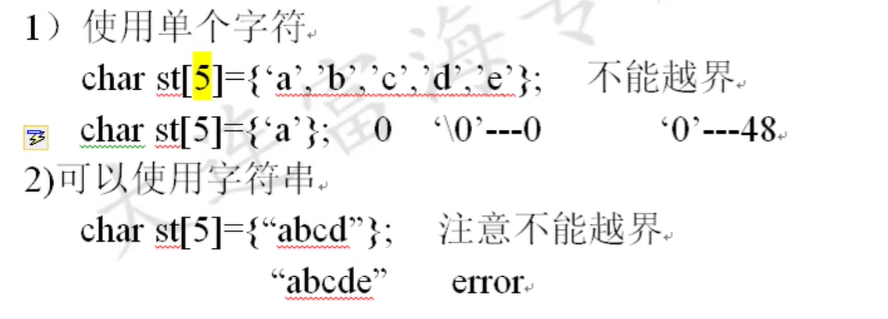 1）使用单个字符
char st[5]={‘a’,’b’,’c’,’d’,’e’}; 不能越界
char st[5]={‘a’}; 0 ‘\0’---0 ‘0’---48
2)可以使用字符串
char st[5]={“abcd”}; 注意不能越界
“abcde” error